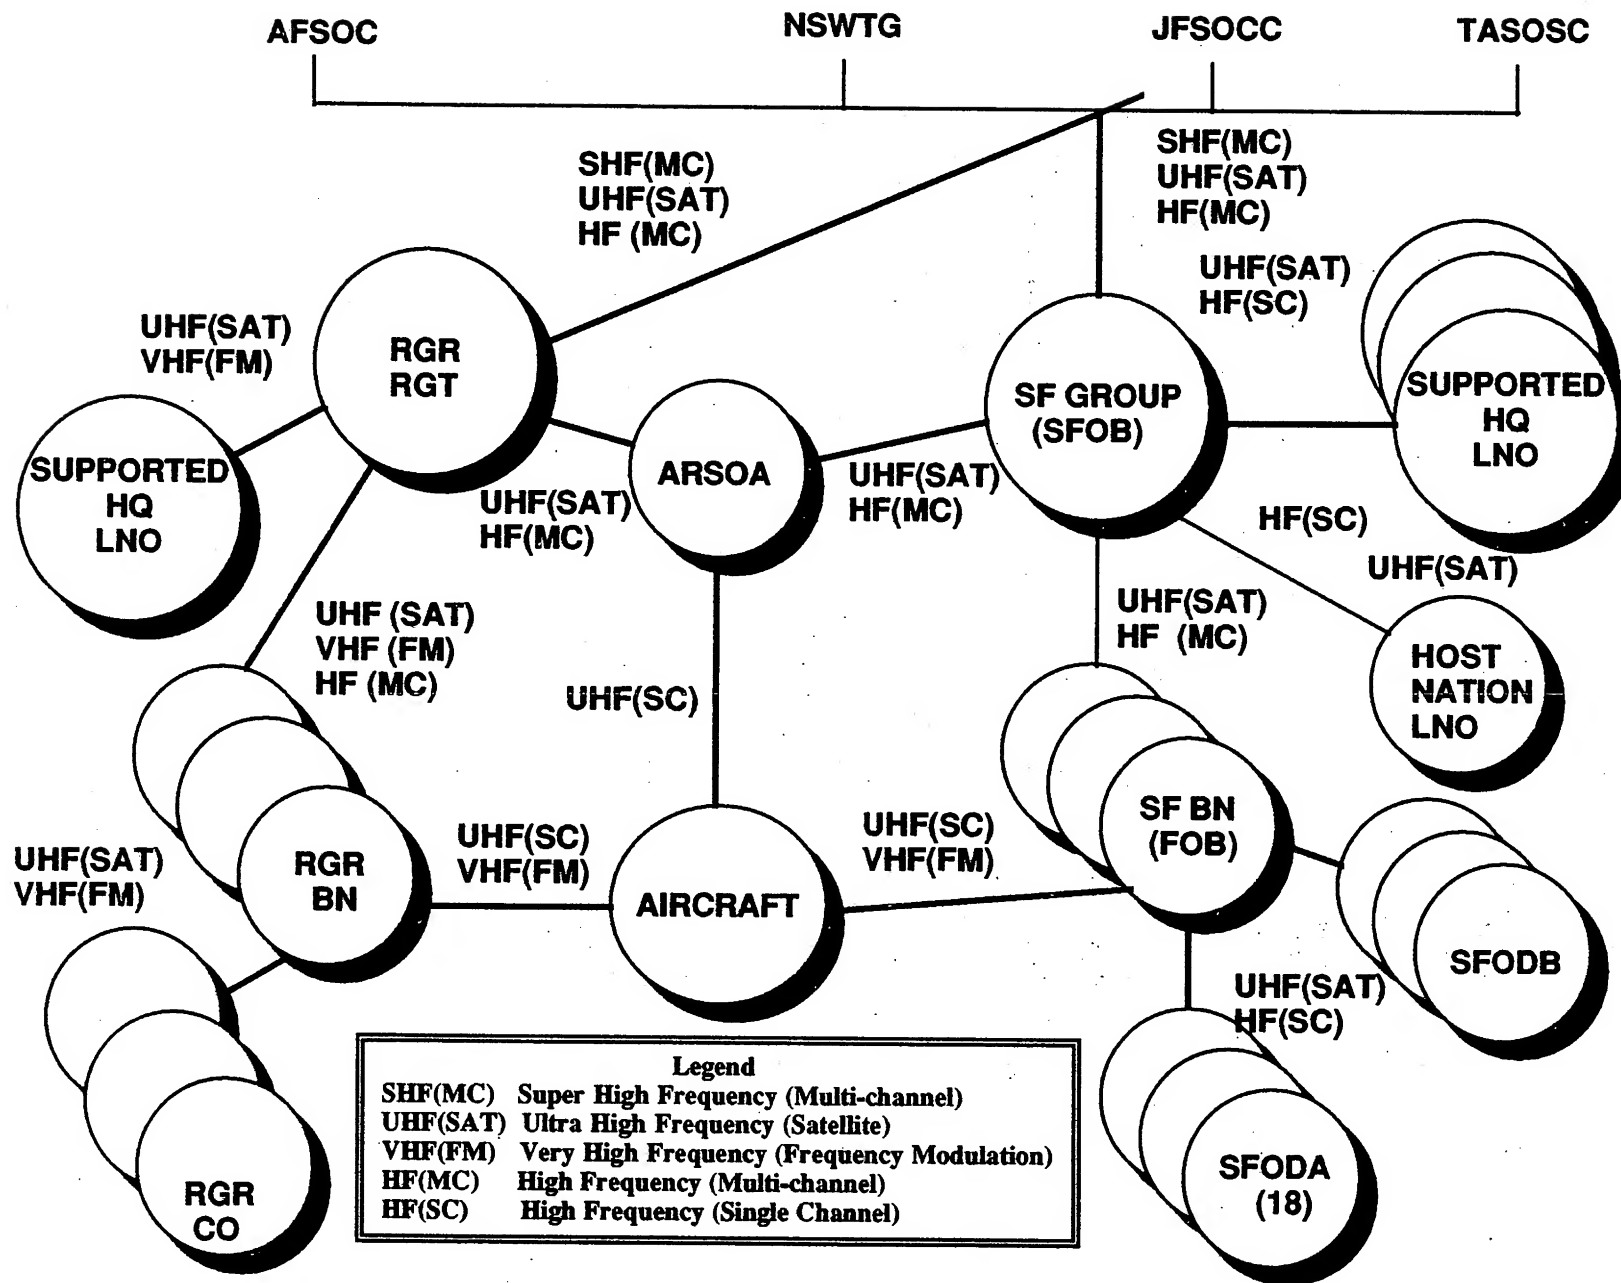 AFSOC
NSWTG
JFSOCC
TASOSC
SHF(MC)
UHF(SAT)
HF (MC)
SHF(MC)
UHF(SAT)
HF(MC)
UHF(SAT)
HF(SC)
UHF(SAT)
VHF(FM)
RGR
RGT
SUPPORTED
HQ
LNO
ARSOA
SF GROUP
(SFOB)
SUPPORTED
HQ
LNO
UHF(SAT)
HF(MC)
UHF(SAT)
HF(MC)
HF(SC)
UHF(SAT)
UHF (SAT)
VHF (FM)
HF (MC)
UHF(SC)
UHF(SAT)
HF (MC)
HOST
NATION
LNO
UHF(SAT)
VHF(FM)
RGR
BN
UHF(SC)
VHF(FM)
AIRCRAFT
UHF(SC)
VHF(FM)
SF BN
(FOB)
SFODB
UHF(SAT)
HF(SC)
RGR
CO
SFODA
(18)
Legend
SHF(MC) Super High Frequency (Multi-channel)
UHF(SAT) Ultra High Frequency (Satellite)
VHF(FM) Very High Frequency (Frequency Modulation)
HF(MC) High Frequency (Multi-channel)
HF(SC) High Frequency (Single Channel)